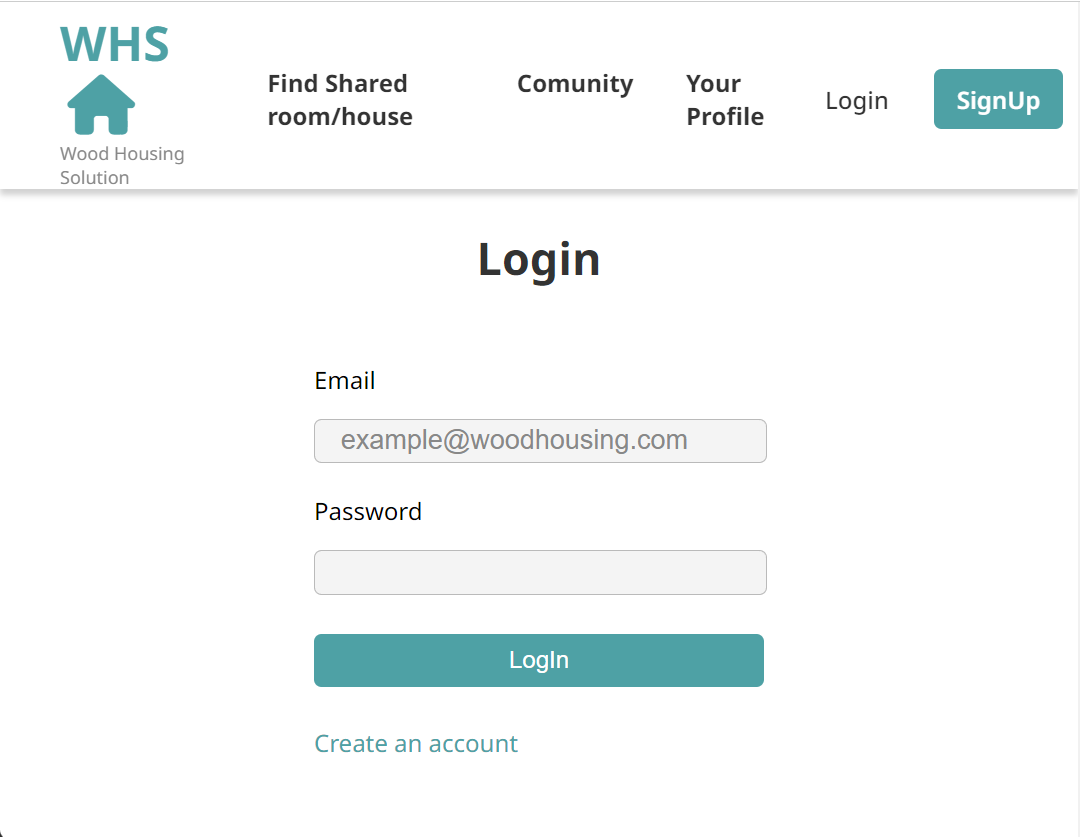 WHS
Wood Housing
Solution
Find Shared
room/house
Comunity
Your
Profile
Login
SignUp
Login
Email
example@woodhousing.com
Password
LogIn
Create an account